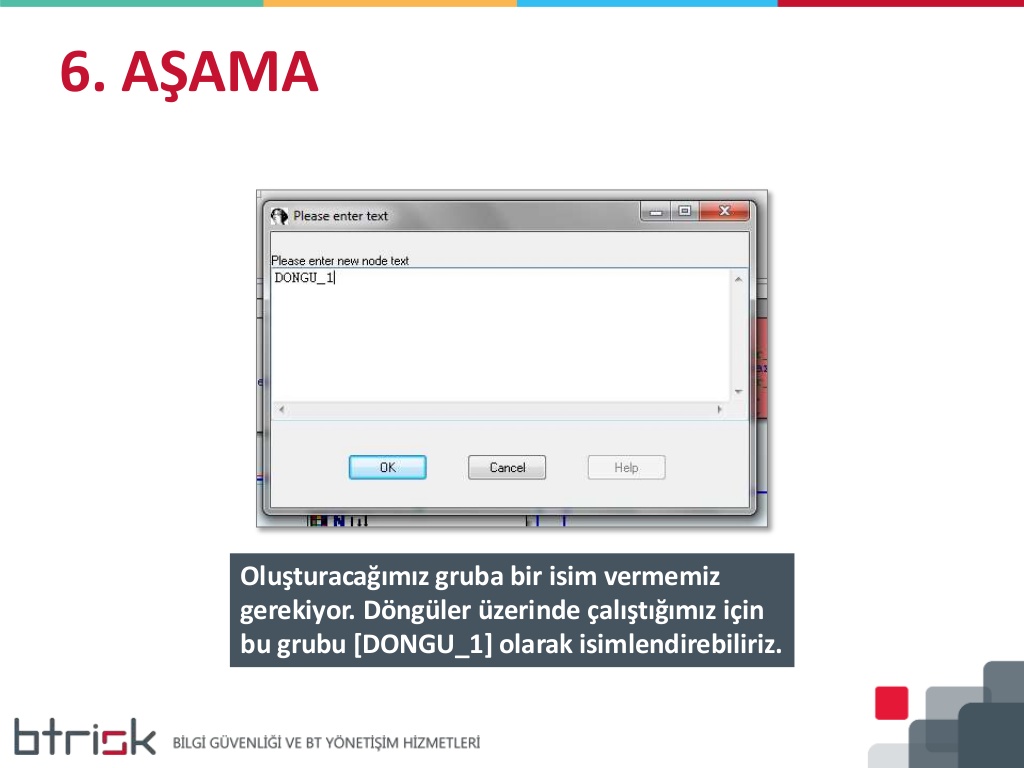 6. AŞAMA
Please enter text
Please enter new node text
DONGU_1
OK
Cancel
Help
Oluşturacağımız gruba bir isim vermemiz
gerekiyor. Döngüler üzerinde çalıştığımız için
bu grubu [DONGU_1] olarak isimlendirebiliriz.
btrisk
BİLGİ GÜVENLİĞİ VE BT YÖNETİŞİM HİZMETLERİ